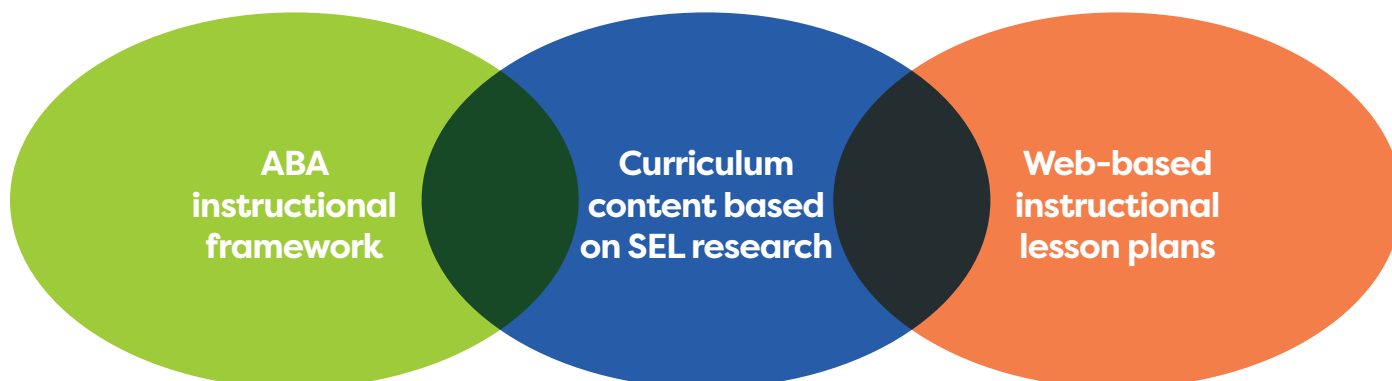 ABA
instructional
framework
Curriculum
content based
on SEL research
Web-based
instructional
lesson plans